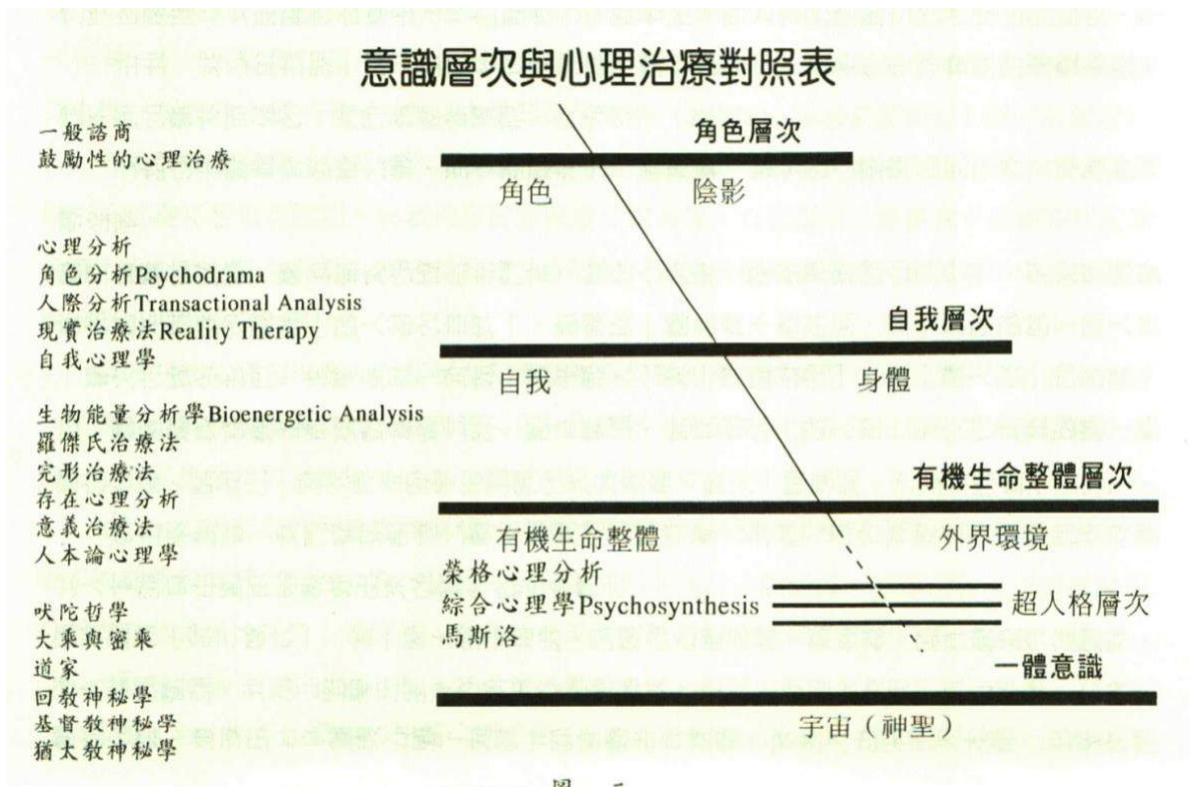 意識層次與心理治療對照表
一般諮商
鼓勵性的心理治療
角色層次
角色
陰影
心理分析
角色分析Psychodrama
人際分析Transactional Analysis
現實治療法Reality Therapy
自我心理學
自我層次
自我
身體
生物能量分析學Bioenergetic Analysis
羅傑氏治療法
完形治療法
存在心理分析
意義治療法
人本論心理學
有機生命整體層次
有機生命整體
外界環境
榮格心理分析
綜合心理學Psychosynthesis
馬斯洛
超人格層次
吠陀哲學
大乘與密乘
道家
回教神秘學
基督教神秘學
猶太教神秘學
一體意識
宇宙（神聖）